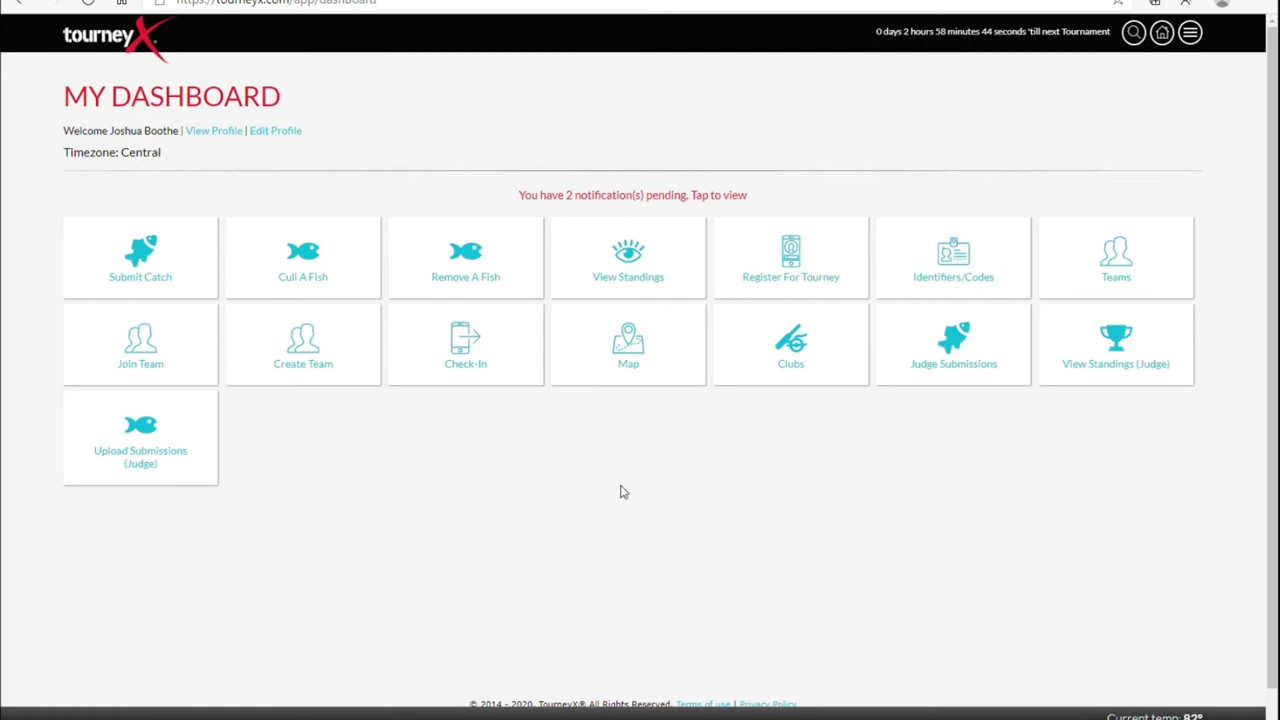 https://tourneyx.com/app/dashboard
tourneyX
0 days 2 hours 58 minutes 44 seconds 'till next Tournament
MY DASHBOARD
Welcome Joshua Boothe | View Profile | Edit Profile
Timezone: Central
You have 2 notification(s) pending. Tap to view
Submit Catch
Cull A Fish
Remove A Fish
View Standings
Register For Tourney
Identifiers/Codes
Teams
Join Team
Create Team
Check-In
Map
Clubs
Judge Submissions
View Standings (Judge)
Upload Submissions
(Judge)
© 2014 - 2020, TourneyX® All Rights Reserved. Terms of use | Privacy Policy
Current temp: 82°